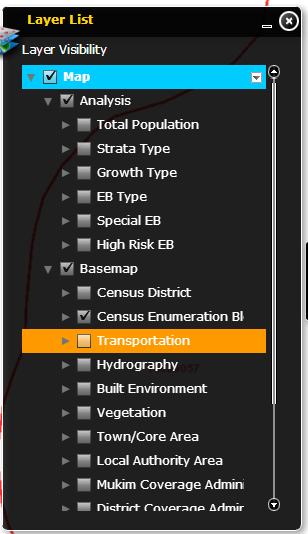 Layer List
Layer Visibility
Map
Analysis
Total Population
Strata Type
Growth Type
EB Type
Special EB
High Risk EB
Basemap
Census District
Census Enumeration Bl
Transportation
Hydrography
Built Environment
Vegetation
Town/Core Area
Local Authority Area
Mukim Coverage Admini
District Coverage Admin